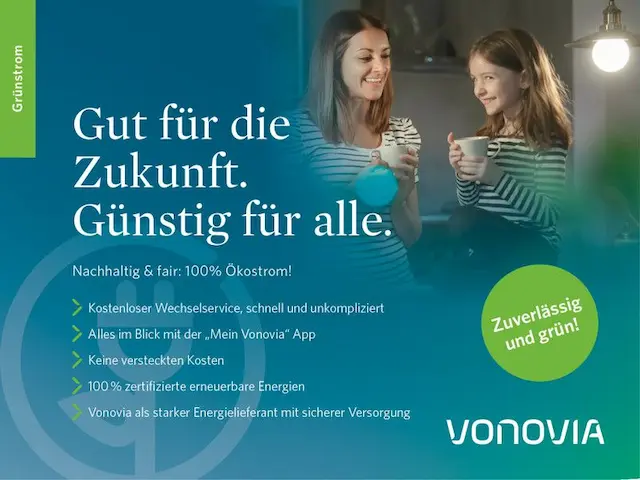 Grünstrom
Gut für die
Zukunft.
Günstig für alle.
Nachhaltig & fair: 100% Ökostrom!
Kostenloser Wechselservice, schnell und unkompliziert
Alles im Blick mit der „Mein Vonovia“ App
Keine versteckten Kosten
100 % zertifizierte erneuerbare Energien
Vonovia als starker Energielieferant mit sicherer Versorgung
Zuverlässig
und grün!
VONOVIA